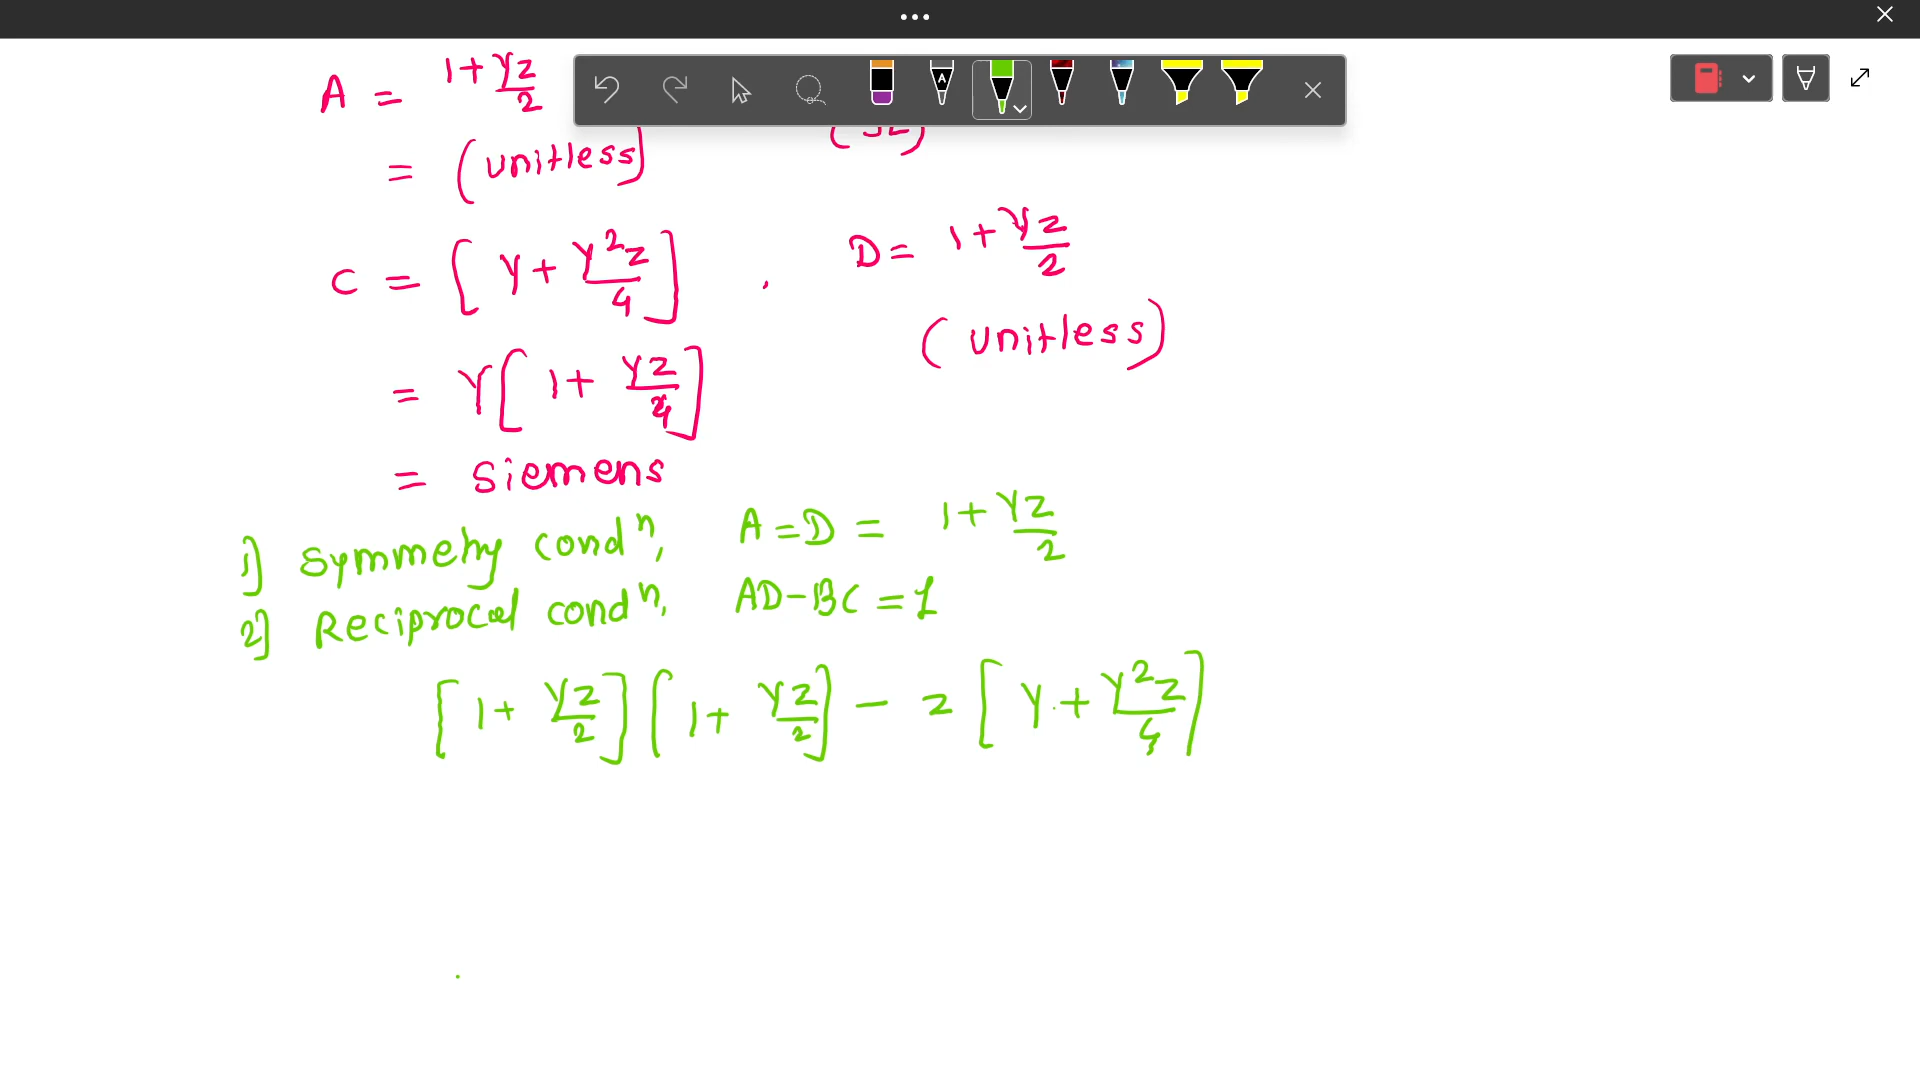 A = 1 + YZ/2
= (unitless)
(Ω)
C = [Y + Y²Z/4] , D = 1 + YZ/2
(unitless)
= Y[1 + YZ/4]
= Siemens
1) Symmetry condⁿ, A = D = 1 + YZ/2
2) Reciprocal condⁿ, AD - BC = 1
[1 + YZ/2] [1 + YZ/2] - Z [Y + Y²Z/4]